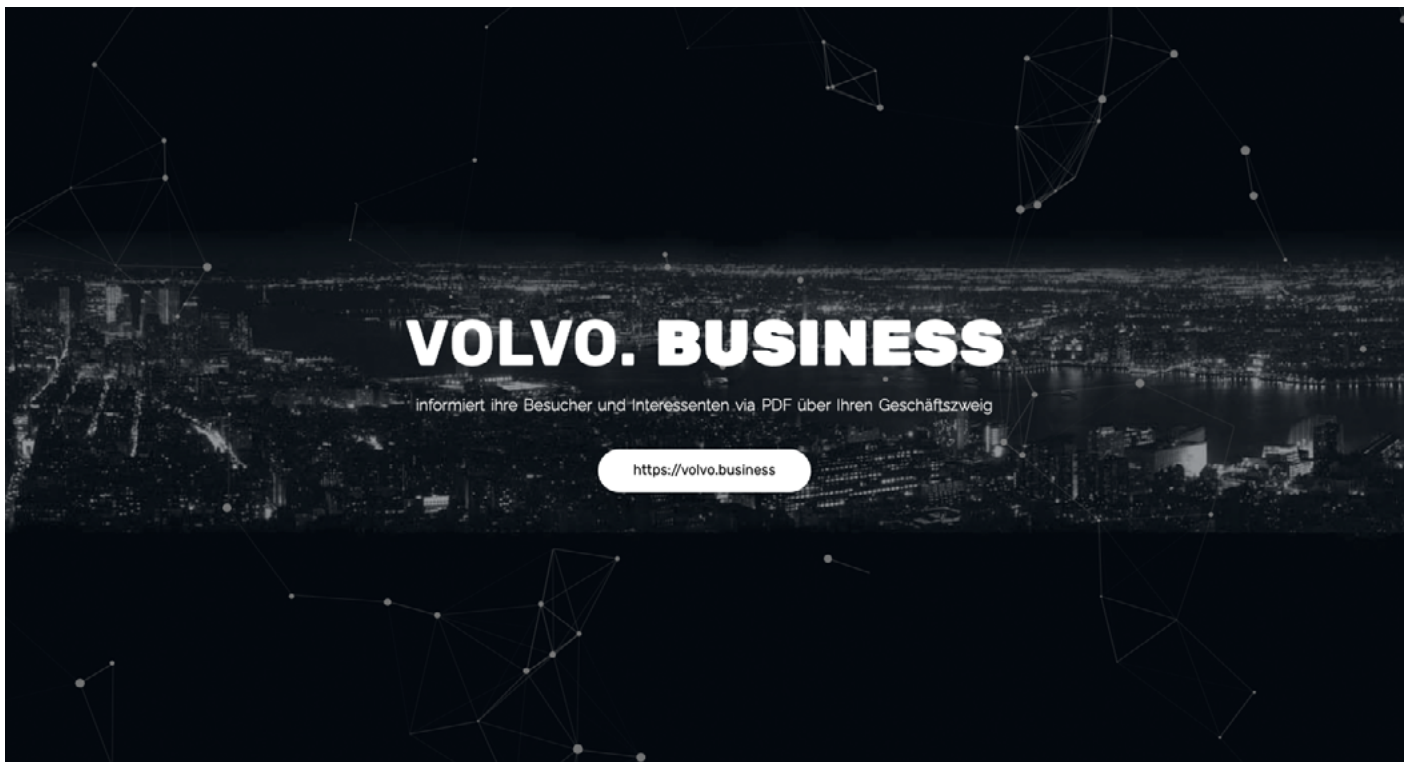 VOLVO. BUSINESS
informiert ihre Besucher und Interessenten via PDF über Ihren Geschäftszweig
https://volvo.business